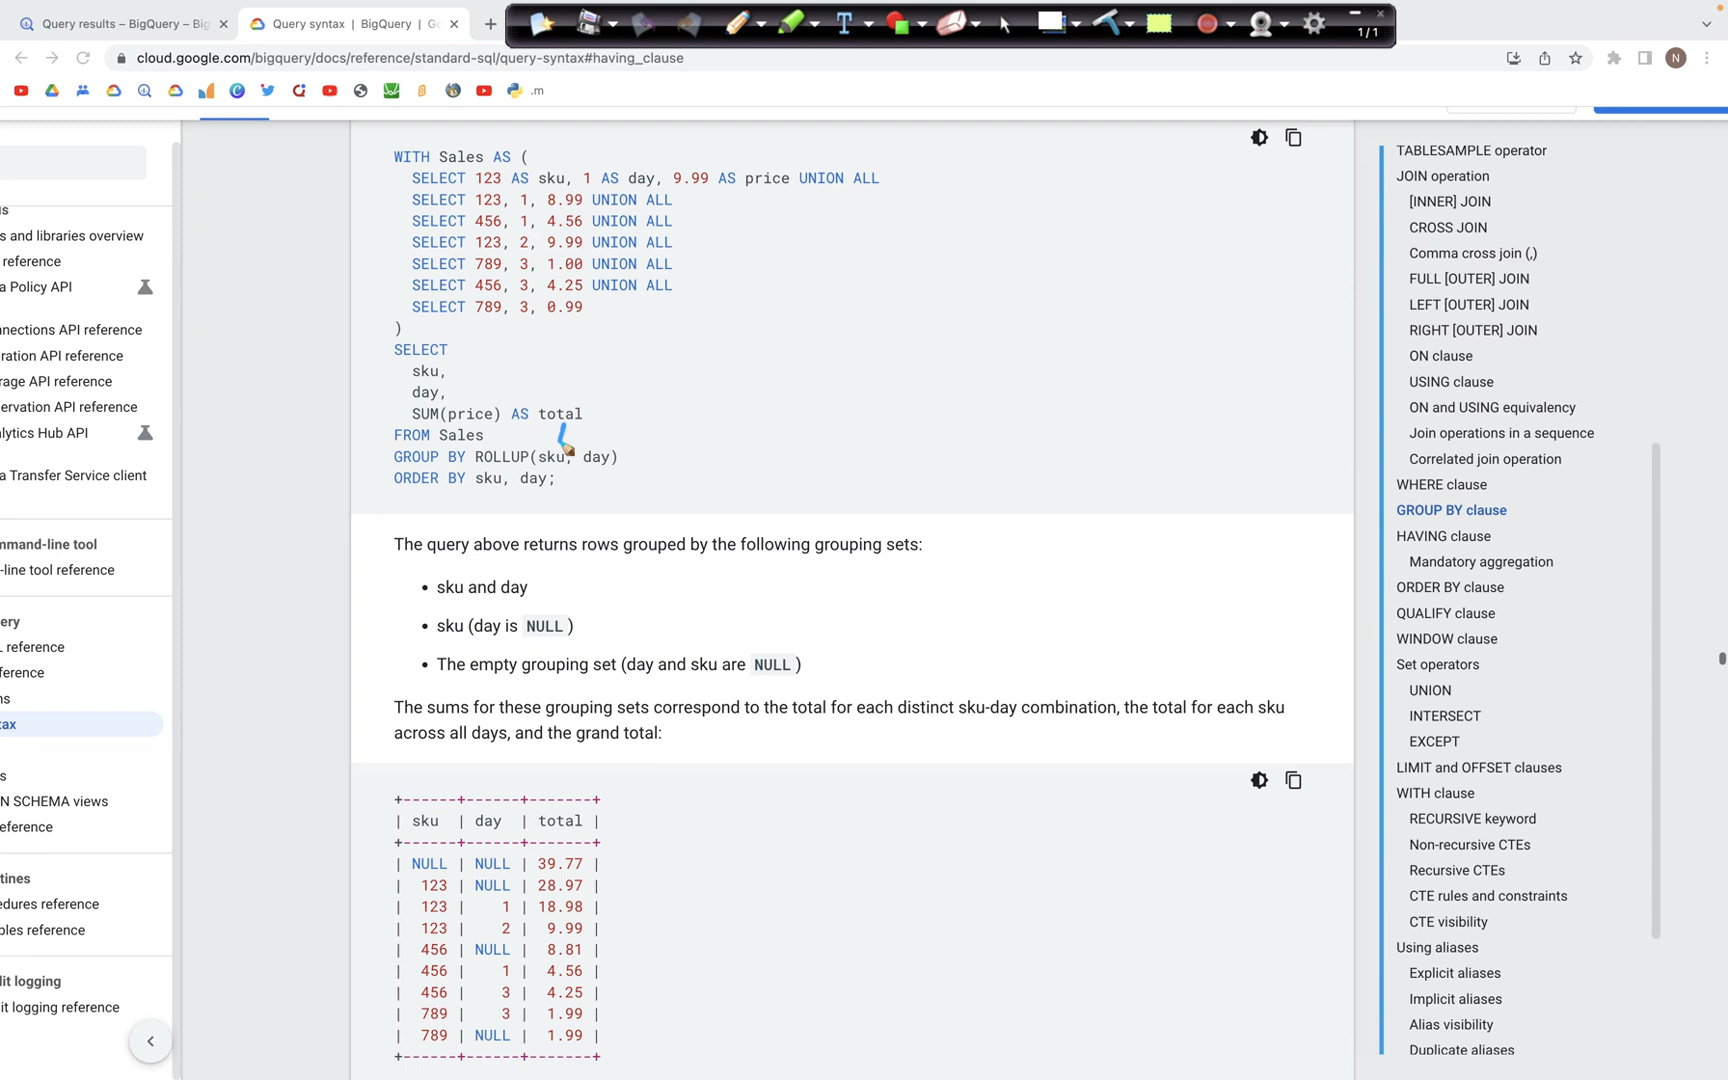 Query results – BigQuery – Big
Query syntax | BigQuery | Go
1/1
cloud.google.com/bigquery/docs/reference/standard-sql/query-syntax#having_clause
N
.m
s and libraries overview
reference
a Policy API
nnections API reference
ration API reference
rage API reference
ervation API reference
lytics Hub API
a Transfer Service client
mmand-line tool
-line tool reference
ery
L reference
eference
ns
tax
s
N SCHEMA views
eference
tines
edures reference
bles reference
dit logging
it logging reference
WITH Sales AS (
SELECT 123 AS sku, 1 AS day, 9.99 AS price UNION ALL
SELECT 123, 1, 8.99 UNION ALL
SELECT 456, 1, 4.56 UNION ALL
SELECT 123, 2, 9.99 UNION ALL
SELECT 789, 3, 1.00 UNION ALL
SELECT 456, 3, 4.25 UNION ALL
SELECT 789, 3, 0.99
)
SELECT
sku,
day,
SUM(price) AS total
FROM Sales
GROUP BY ROLLUP(sku, day)
ORDER BY sku, day;
The query above returns rows grouped by the following grouping sets:
• sku and day
• sku (day is NULL )
• The empty grouping set (day and sku are NULL )
The sums for these grouping sets correspond to the total for each distinct sku-day combination, the total for each sku
across all days, and the grand total:
+------+------+-------+
| sku | day | total |
+------+------+-------+
| NULL | NULL | 39.77 |
| 123 | NULL | 28.97 |
| 123 | 1 | 18.98 |
| 123 | 2 | 9.99 |
| 456 | NULL | 8.81 |
| 456 | 1 | 4.56 |
| 456 | 3 | 4.25 |
| 789 | 3 | 1.99 |
| 789 | NULL | 1.99 |
+------+------+-------+
TABLESAMPLE operator
JOIN operation
[INNER] JOIN
CROSS JOIN
Comma cross join (,)
FULL [OUTER] JOIN
LEFT [OUTER] JOIN
RIGHT [OUTER] JOIN
ON clause
USING clause
ON and USING equivalency
Join operations in a sequence
Correlated join operation
WHERE clause
GROUP BY clause
HAVING clause
Mandatory aggregation
ORDER BY clause
QUALIFY clause
WINDOW clause
Set operators
UNION
INTERSECT
EXCEPT
LIMIT and OFFSET clauses
WITH clause
RECURSIVE keyword
Non-recursive CTEs
Recursive CTEs
CTE rules and constraints
CTE visibility
Using aliases
Explicit aliases
Implicit aliases
Alias visibility
Duplicate aliases